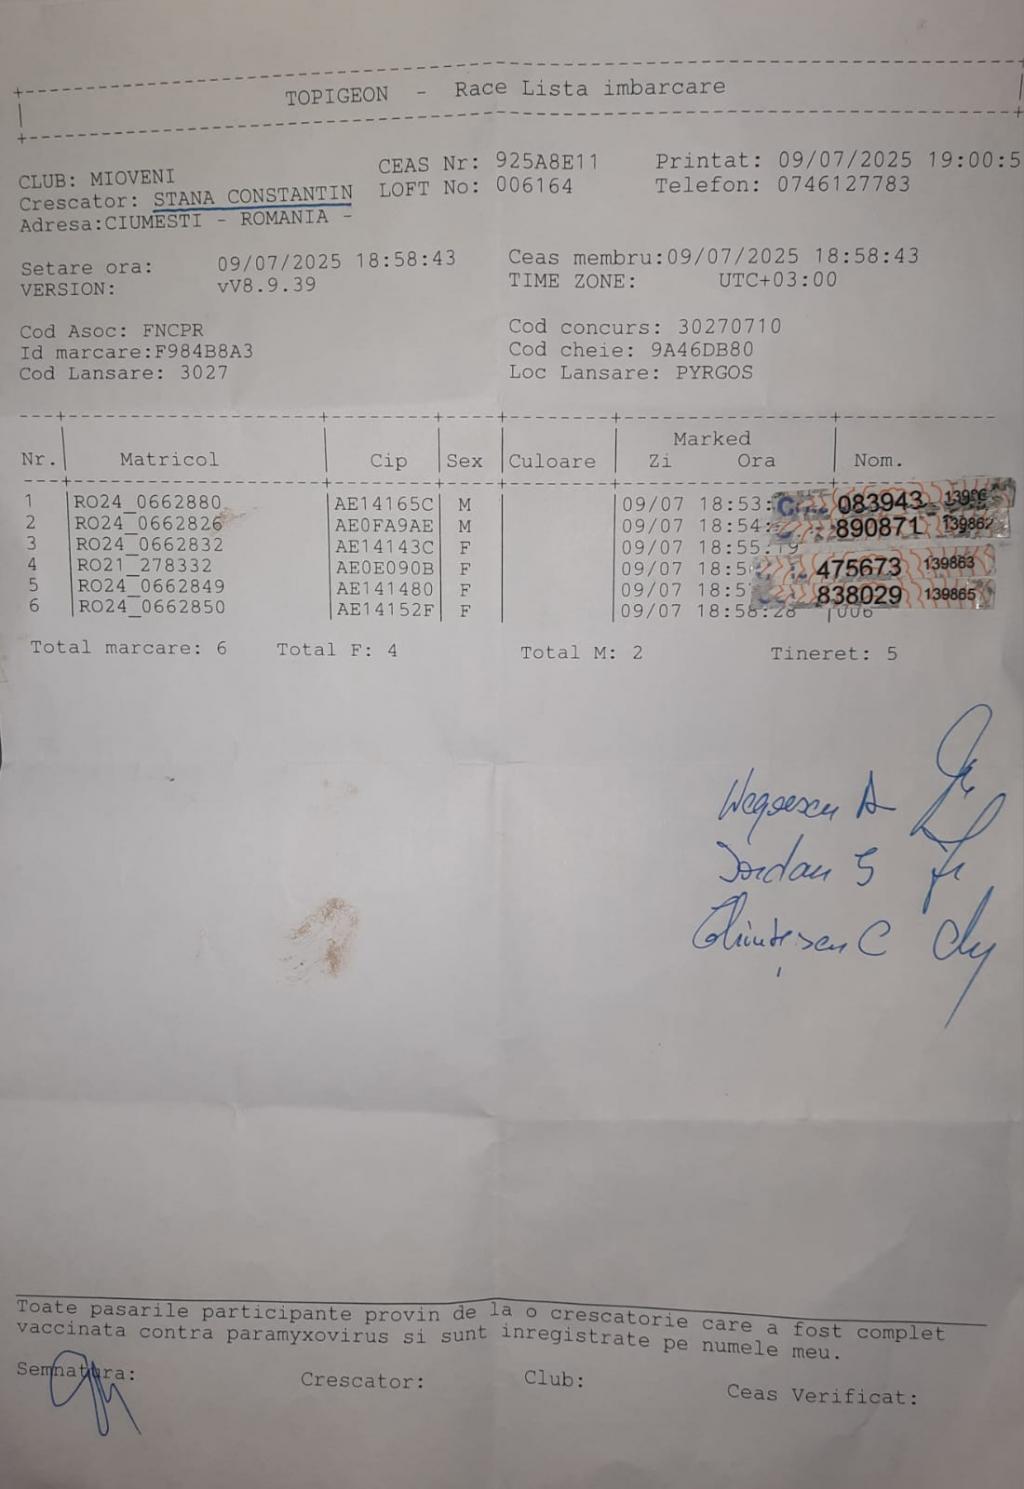 TOPIGEON - Race Lista imbarcare
CLUB: MIOVENI CEAS Nr: 925A8E11 Printat: 09/07/2025 19:00:5
Crescator: STANA CONSTANTIN LOFT No: 006164 Telefon: 0746127783
Adresa:CIUMESTI - ROMANIA -
Setare ora: 09/07/2025 18:58:43 Ceas membru:09/07/2025 18:58:43
VERSION: vV8.9.39 TIME ZONE: UTC+03:00
Cod Asoc: FNCPR Cod concurs: 30270710
Id marcare:F984B8A3 Cod cheie: 9A46DB80
Cod Lansare: 3027 Loc Lansare: PYRGOS
Marked
Nr. Matricol Cip Sex Culoare Zi Ora Nom.
1 RO24_0662880 AE14165C M 09/07 18:53: 083943
2 RO24_0662826 AE0FA9AE M 09/07 18:54: 890871 139862
3 RO24_0662832 AE14143C F 09/07 18:55:19
4 RO21_278332 AE0E090B F 09/07 18:5 475673 139863
5 RO24_0662849 AE141480 F 09/07 18:5 838029 139865
6 RO24_0662850 AE14152F F 09/07 18:58:28 006
Total marcare: 6 Total F: 4 Total M: 2 Tineret: 5
A
Iordan G
C
Toate pasarile participante provin de la o crescatorie care a fost complet
vaccinata contra paramyxovirus si sunt inregistrate pe numele meu.
Semnatura: Crescator: Club: Ceas Verificat: